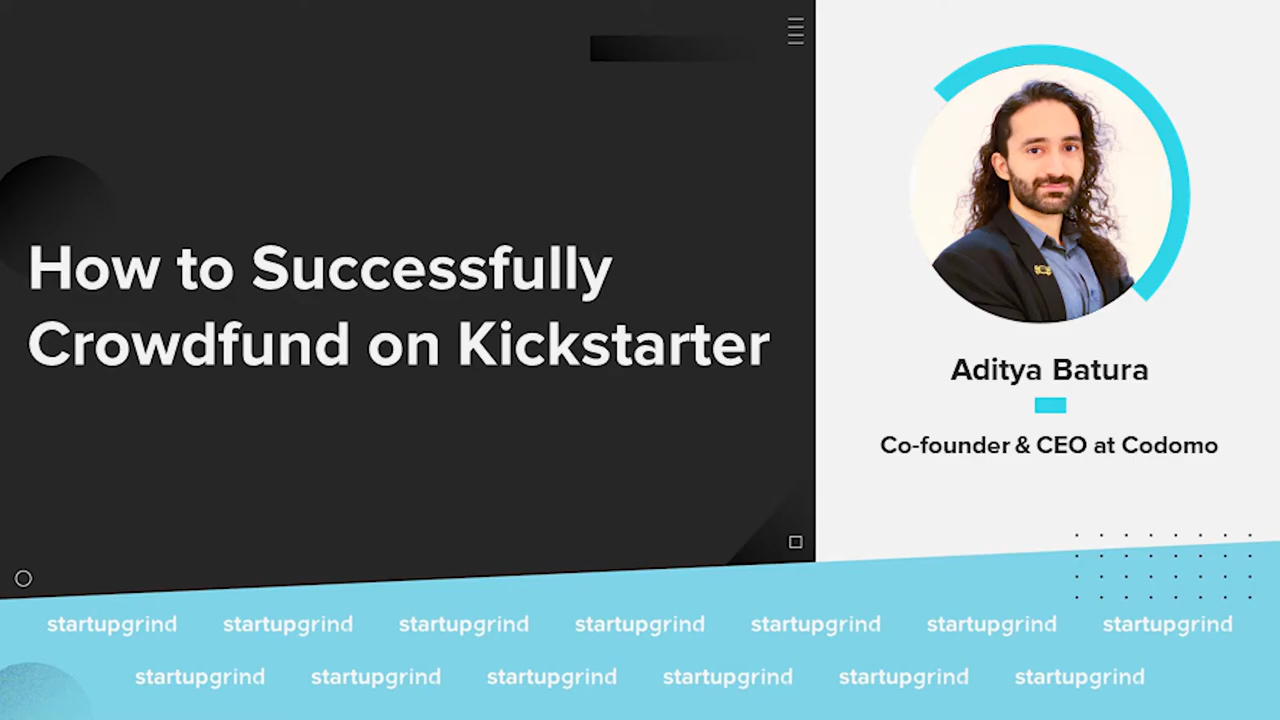 How to Successfully
Crowdfund on Kickstarter
Aditya Batura
Co-founder & CEO at Codomo
startupgrind startupgrind startupgrind startupgrind startupgrind startupgrind startupgrind
startupgrind startupgrind startupgrind startupgrind startupgrind startupgrind